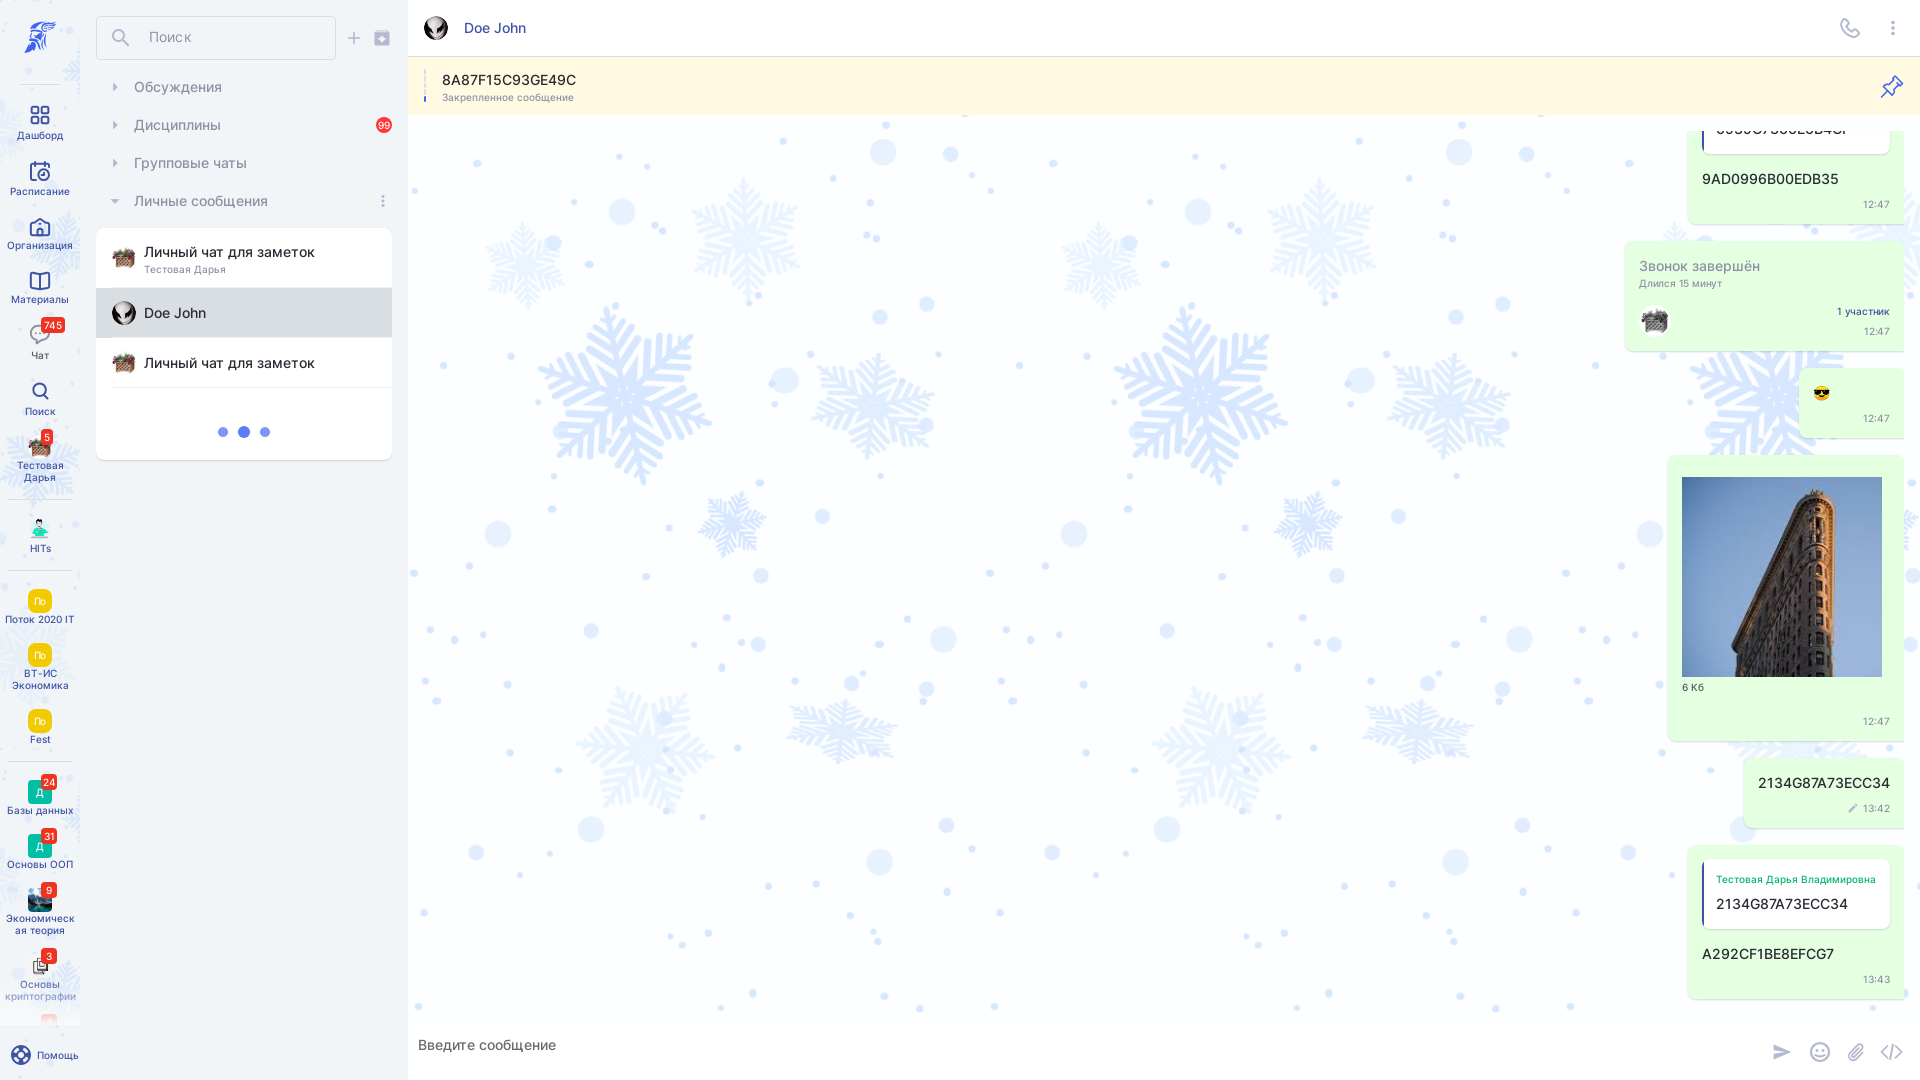 Дашборд
Расписание
Организация
Материалы
745
Чат
Поиск
5
Тестовая
Дарья
HITs
По
Поток 2020 IT
По
ВТ-ИС
Экономика
По
Fest
24
Д
Базы данных
31
Д
Основы ООП
9
Экономическ
ая теория
3
Основы
криптографии
Помощь
Поиск
Обсуждения
Дисциплины
99
Групповые чаты
Личные сообщения
Личный чат для заметок
Тестовая Дарья
Doe John
Личный чат для заметок
Doe John
8A87F15C93GE49C
Закрепленное сообщение
9AD0996B00EDB35
12:47
Звонок завершён
Длился 15 минут
1 участник
12:47
12:47
6 Кб
12:47
2134G87A73ECC34
13:42
Тестовая Дарья Владимировна
2134G87A73ECC34
A292CF1BE8EFCG7
13:43
Введите сообщение